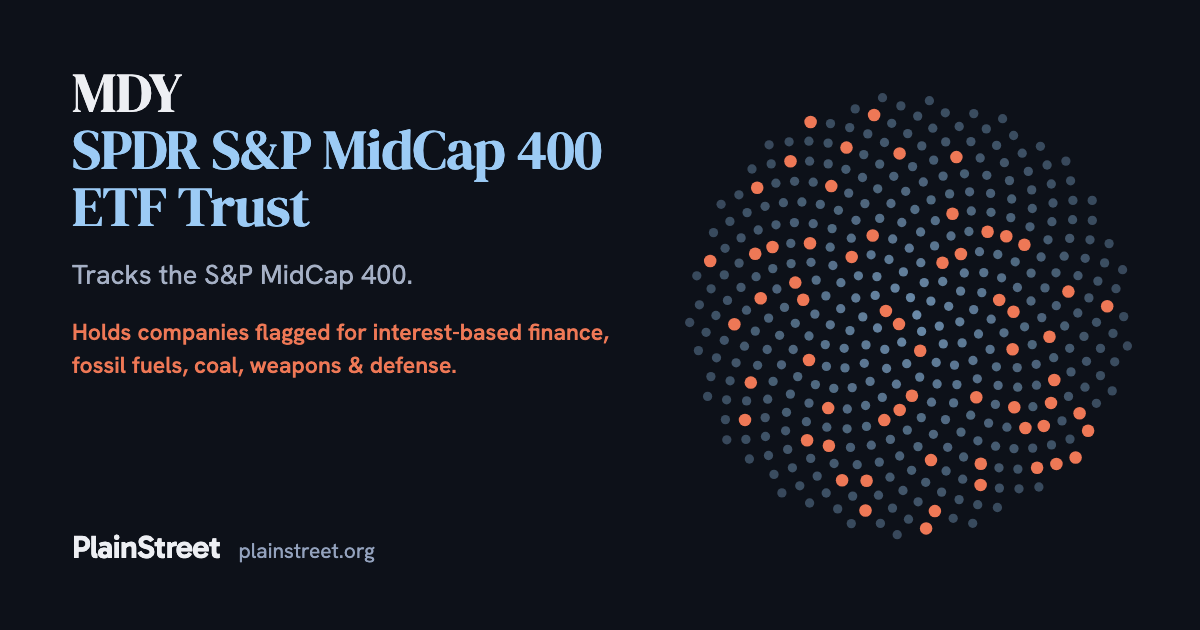 MDY
SPDR S&P MidCap 400
ETF Trust
Tracks the S&P MidCap 400.
Holds companies flagged for interest-based finance,
fossil fuels, coal, weapons & defense.
PlainStreet plainstreet.org